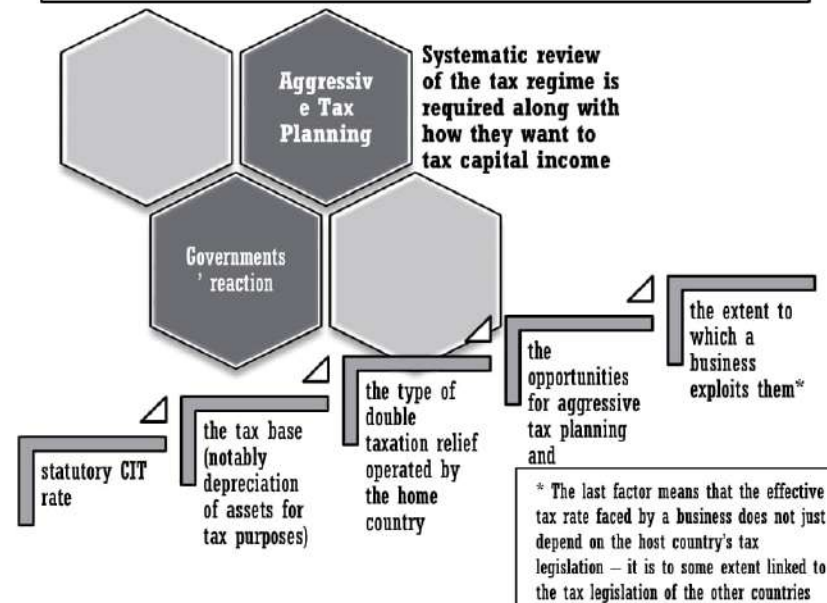 Aggressiv
e Tax
Planning
Systematic review
of the tax regime is
required along with
how they want to
tax capital income
Governments
' reaction
statutory CIT
rate
the tax base
(notably
depreciation
of assets for
tax purposes)
the type of
double
taxation relief
operated by
the home
country
the
opportunities
for aggressive
tax planning
and
the extent to
which a
business
exploits them*
* The last factor means that the effective
tax rate faced by a business does not just
depend on the host country's tax
legislation – it is to some extent linked to
the tax legislation of the other countries